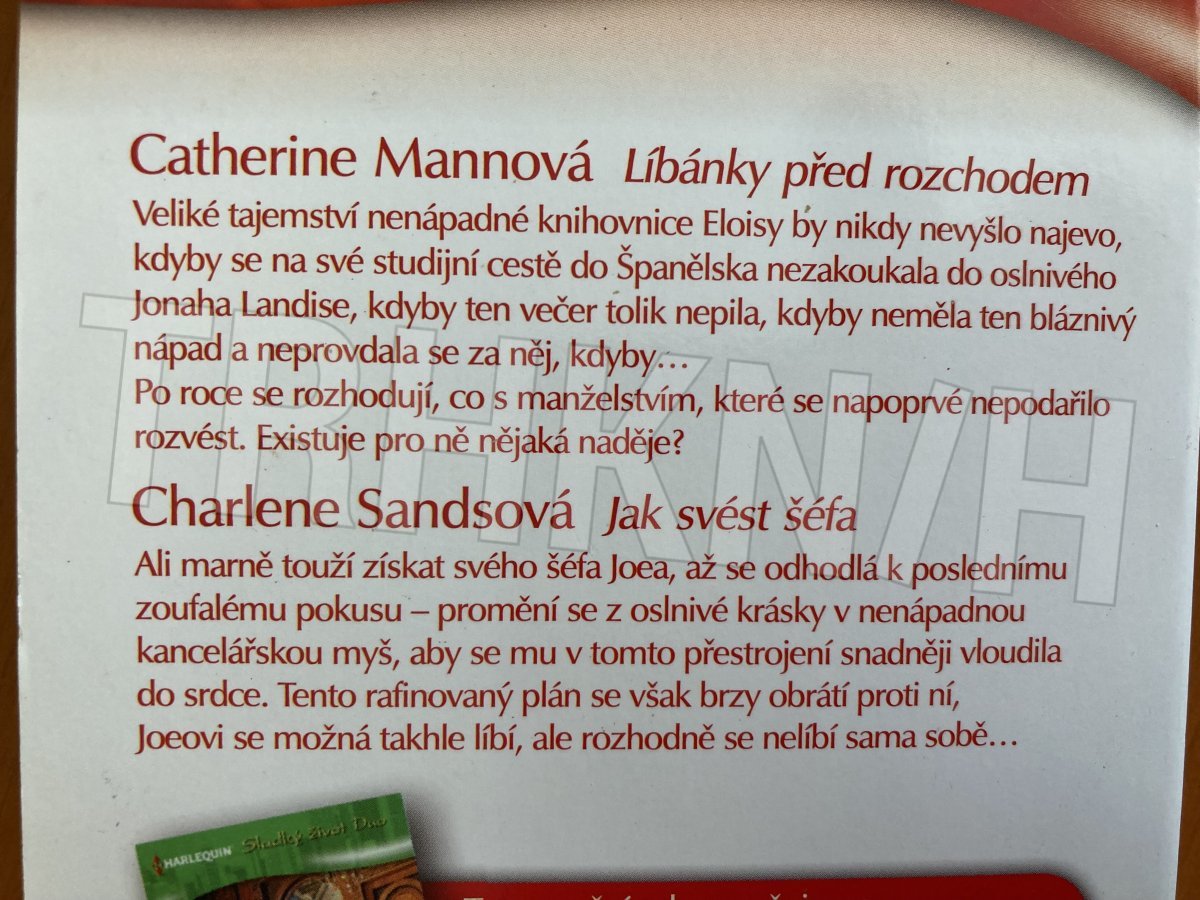 Catherine Mannová Líbánky před rozchodem
Veliké tajemství nenápadné knihovnice Eloisy by nikdy nevyšlo najevo,
kdyby se na své studijní cestě do Španělska nezakoukala do oslnivého
Jonaha Landise, kdyby ten večer tolik nepila, kdyby neměla ten bláznivý
nápad a neprovdala se za něj, kdyby…
Po roce se rozhodují, co s manželstvím, které se napoprvé nepodařilo
rozvést. Existuje pro ně nějaká naděje?
Charlene Sandsová Jak svést šéfa
Ali marně touží získat svého šéfa Joea, až se odhodlá k poslednímu
zoufalému pokusu – promění se z oslnivé krásky v nenápadnou
kancelářskou myš, aby se mu v tomto přestrojení snadněji vloudila
do srdce. Tento rafinovaný plán se však brzy obrátí proti ní,
Joeovi se možná takhle líbí, ale rozhodně se nelíbí sama sobě…
TRHKNIH
HARLEQUIN Sladký život Duo